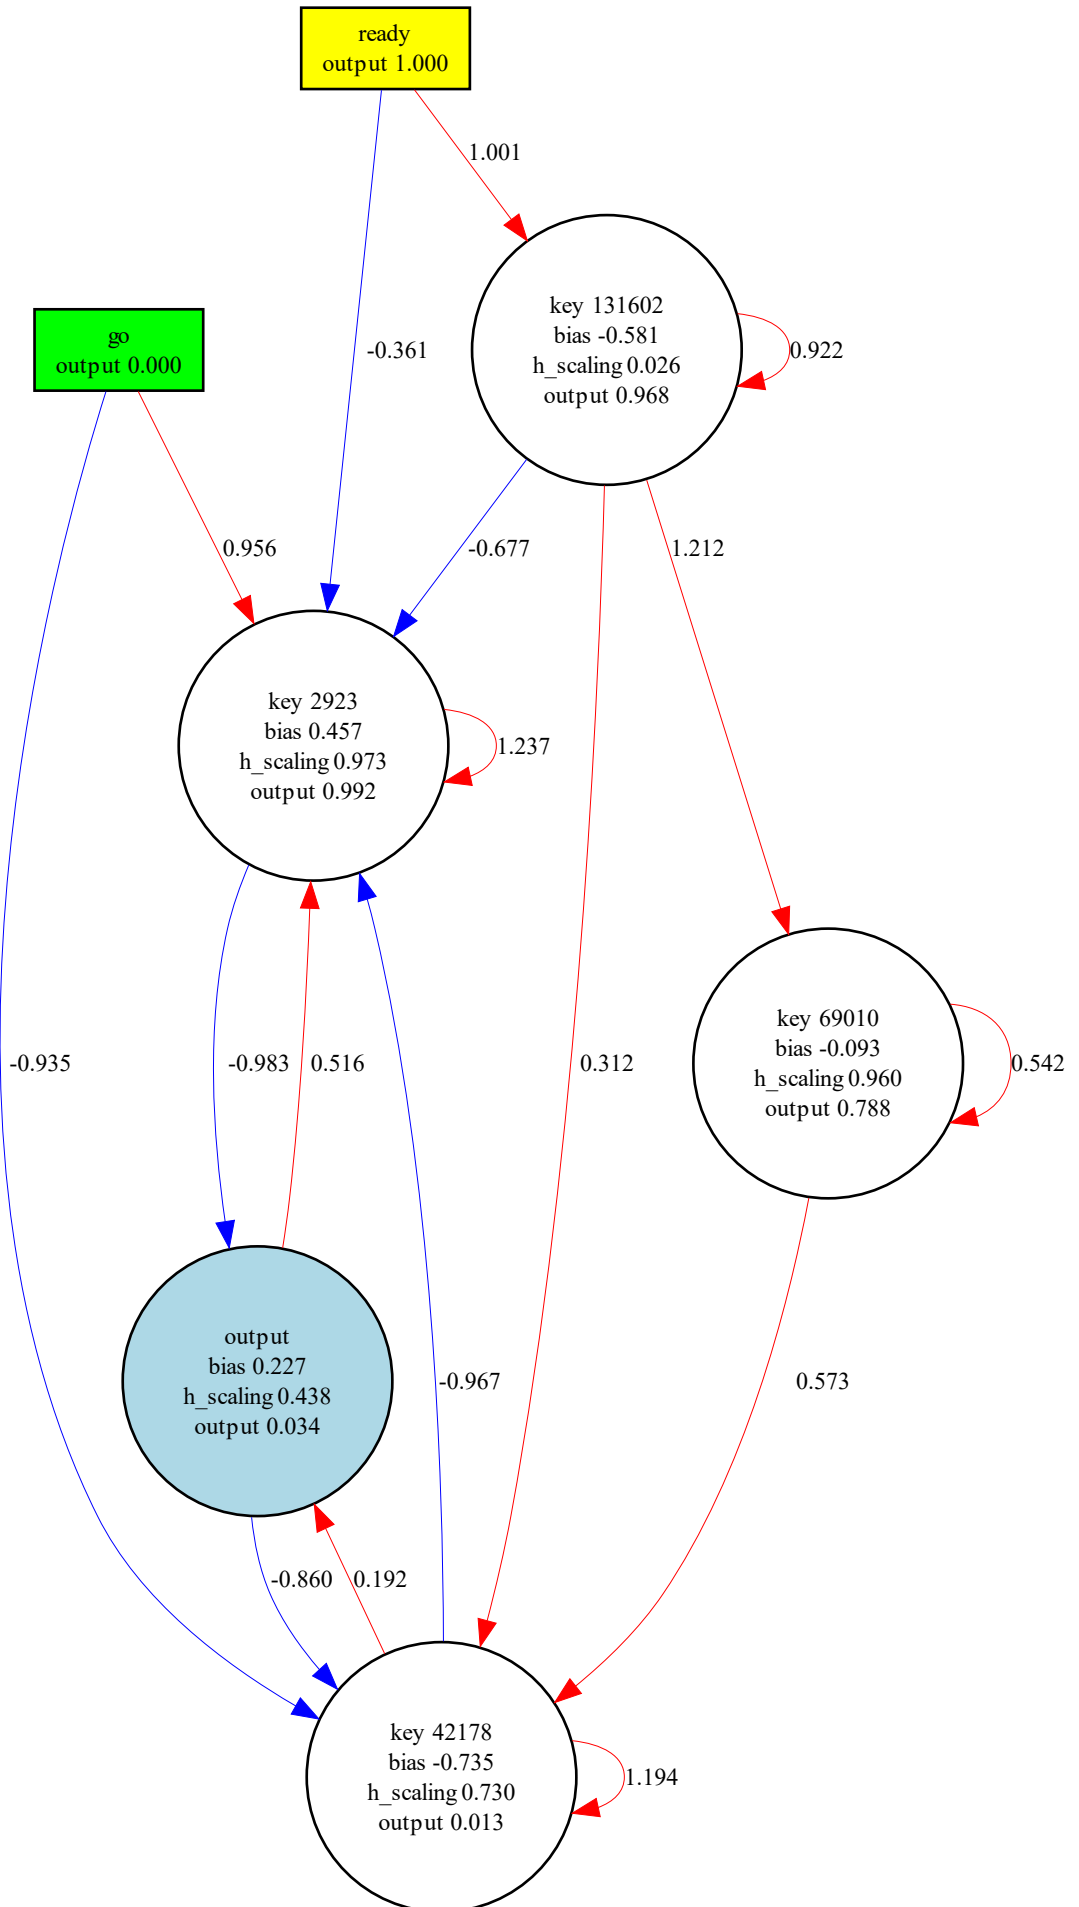 ready
output 1.000
1.001
key 131602
bias -0.581
h_scaling 0.026
output 0.968
0.922
go
output 0.000
-0.361
0.956
-0.677
1.212
key 2923
bias 0.457
h_scaling 0.973
output 0.992
1.237
key 69010
bias -0.093
h_scaling 0.960
output 0.788
0.542
-0.935
-0.983
0.516
0.312
output
bias 0.227
h_scaling 0.438
output 0.034
-0.967
0.573
-0.860
0.192
key 42178
bias -0.735
h_scaling 0.730
output 0.013
1.194